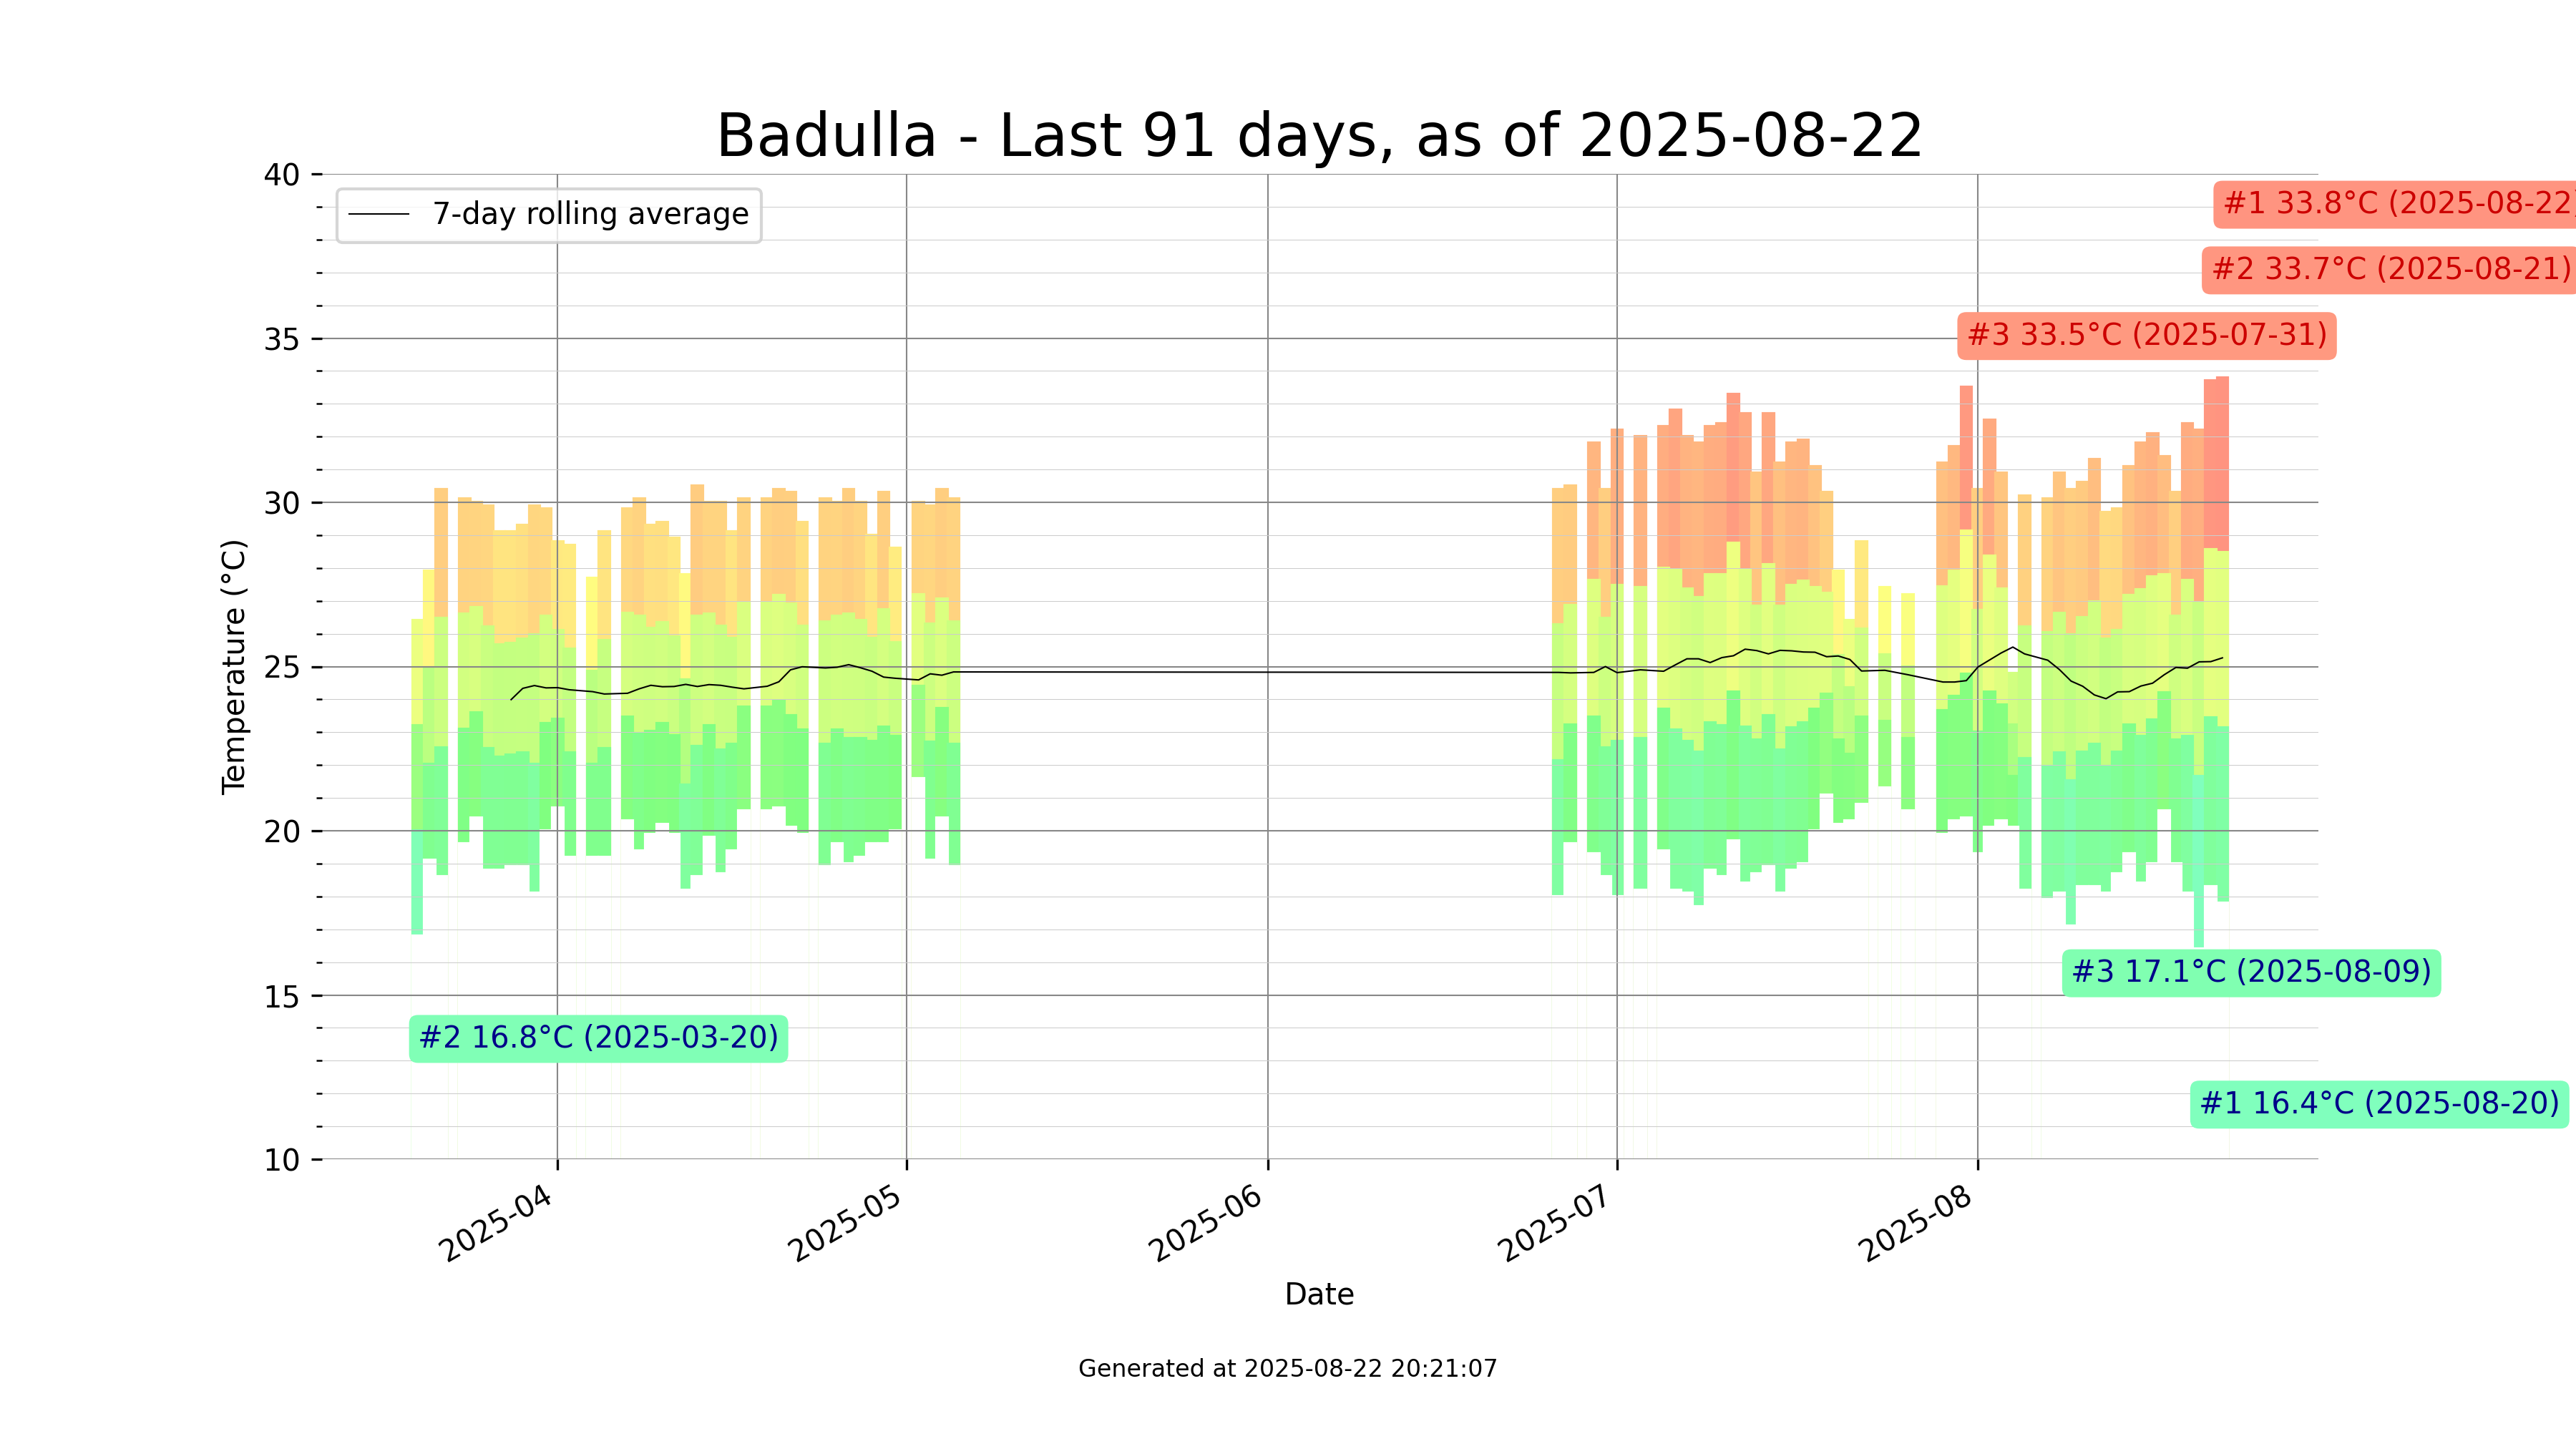 Badulla - Last 91 days, as of 2025-08-22
40
35
30
25
20
15
10
Temperature (°C)
7-day rolling average
#1 33.8°C (2025-08-22)
#2 33.7°C (2025-08-21)
#3 33.5°C (2025-07-31)
#3 17.1°C (2025-08-09)
#2 16.8°C (2025-03-20)
#1 16.4°C (2025-08-20)
2025-04
2025-05
2025-06
2025-07
2025-08
Date
Generated at 2025-08-22 20:21:07